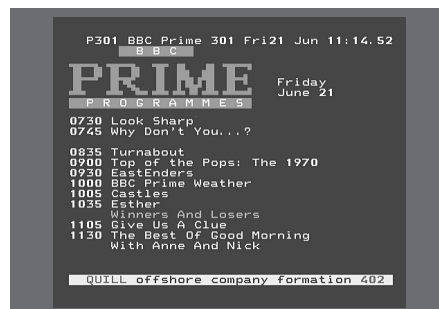 P301 BBC Prime 301 Fri21 Jun 11:14.52
BBC
PRIME
PROGRAMMES
Friday
June 21
0730 Look Sharp
0745 Why Don't You...?
0835 Turnabout
0900 Top of the Pops: The 1970
0930 EastEnders
1000 BBC Prime Weather
1005 Castles
1035 Esther
Winners And Losers
1105 Give Us A Clue
1130 The Best Of Good Morning
With Anne And Nick
QUILL offshore company formation 402